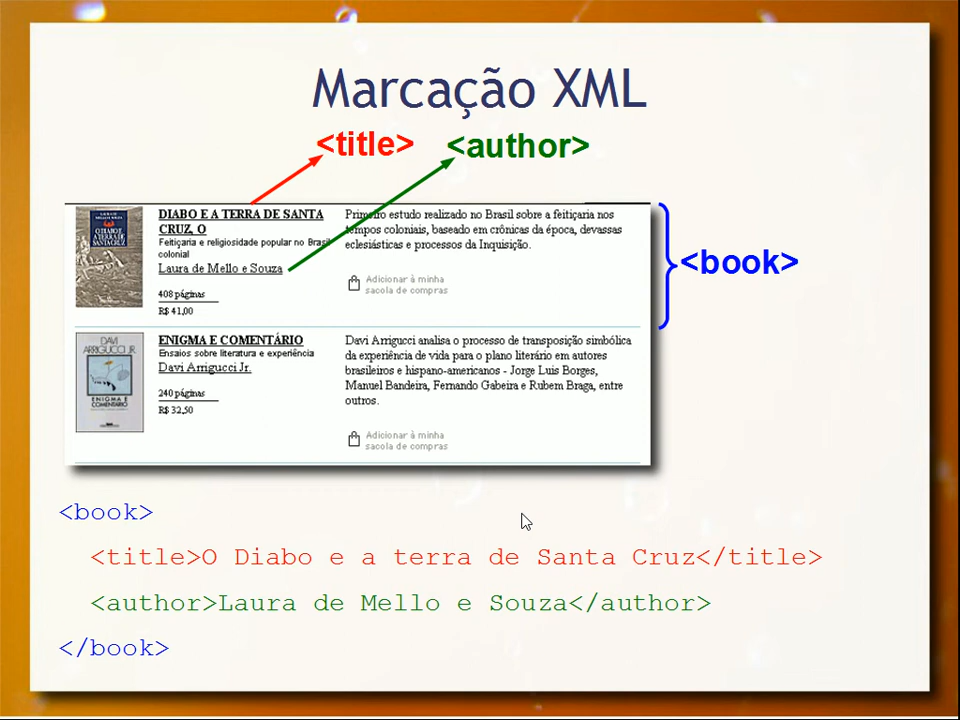 Marcação XML
<title> <author>
DIABO E A TERRA DE SANTA
CRUZ, O
Feitiçaria e religiosidade popular no Brasil
colonial
Laura de Mello e Souza
408 páginas
R$ 41,00
Primeiro estudo realizado no Brasil sobre a feitiçaria nos
tempos coloniais, baseado em crônicas da época, devassas
eclesiásticas e processos da Inquisição.
Adicionar à minha
sacola de compras
<book>
DAVI
ARRIGUCCI JR.
ENIGMA E
COMENTÁRIO
ENIGMA E COMENTÁRIO
Ensaios sobre literatura e experiência
Davi Arrigucci Jr.
240 páginas
R$ 32,50
Davi Arrigucci analisa o processo de transposição simbólica
da experiência de vida para o plano literário em autores
brasileiros e hispano-americanos - Jorge Luis Borges,
Manuel Bandeira, Fernando Gabeira e Rubem Braga, entre
outros.
Adicionar à minha
sacola de compras
<book>
<title>O Diabo e a terra de Santa Cruz</title>
<author>Laura de Mello e Souza</author>
</book>